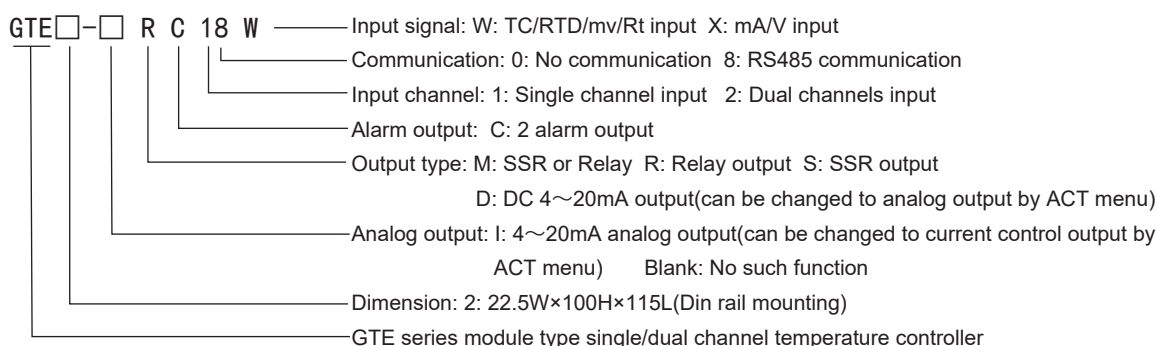 GTE□-□ R C 18 W Input signal: W: TC/RTD/mv/Rt input X: mA/V input
Communication: 0: No communication 8: RS485 communication
Input channel: 1: Single channel input 2: Dual channels input
Alarm output: C: 2 alarm output
Output type: M: SSR or Relay R: Relay output S: SSR output
D: DC 4~20mA output(can be changed to analog output by ACT menu)
Analog output: I: 4~20mA analog output(can be changed to current control output by
ACT menu) Blank: No such function
Dimension: 2: 22.5W×100H×115L(Din rail mounting)
GTE series module type single/dual channel temperature controller